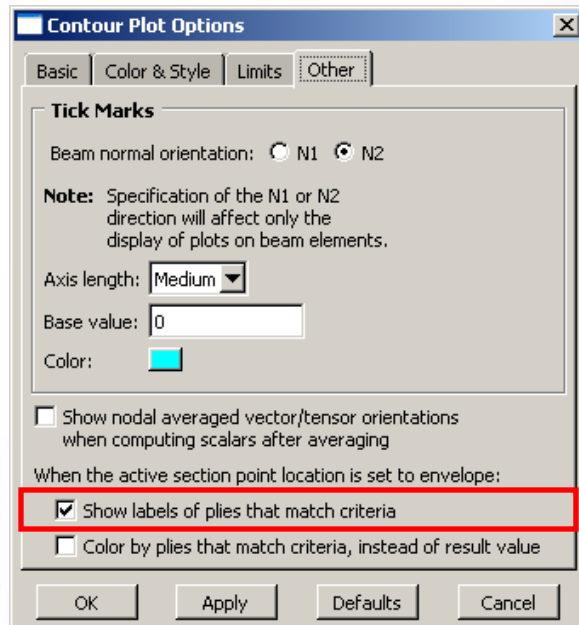 Contour Plot Options
Basic Color & Style Limits Other
Tick Marks
Beam normal orientation: N1 N2
Note: Specification of the N1 or N2
direction will affect only the
display of plots on beam elements.
Axis length: Medium
Base value: 0
Color:
Show nodal averaged vector/tensor orientations
when computing scalars after averaging
When the active section point location is set to envelope:
Show labels of plies that match criteria
Color by plies that match criteria, instead of result value
OK Apply Defaults Cancel